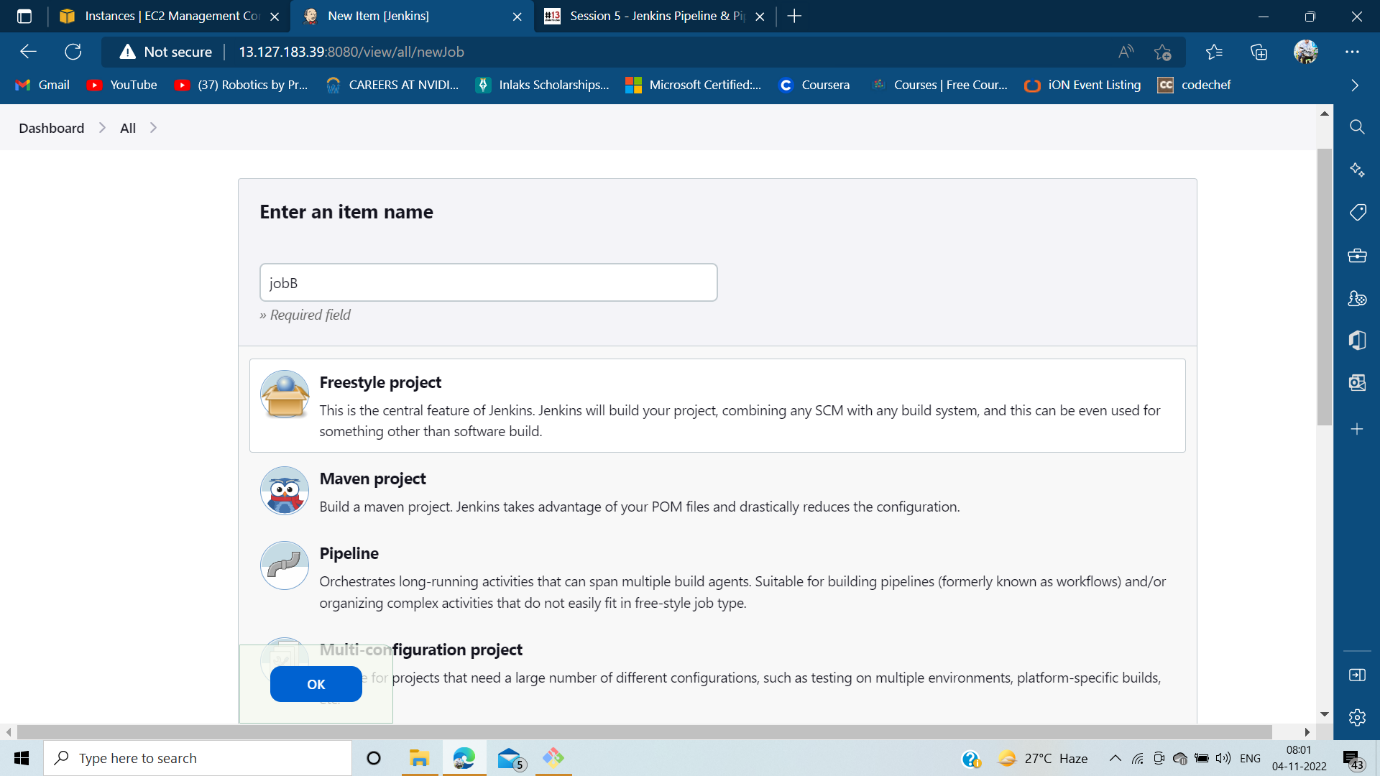 Instances | EC2 Management Co
New Item [Jenkins]
#13
Session 5 - Jenkins Pipeline & Pi
Not secure
13.127.183.39:8080/view/all/newJob
Gmail
YouTube
(37) Robotics by Pr...
CAREERS AT NVIDI...
Inlaks Scholarships...
Microsoft Certified:...
Coursera
Courses | Free Cour...
iON Event Listing
CC
codechef
Dashboard
All
Enter an item name
jobB
» Required field
Freestyle project
This is the central feature of Jenkins. Jenkins will build your project, combining any SCM with any build system, and this can be even used for
something other than software build.
Maven project
Build a maven project. Jenkins takes advantage of your POM files and drastically reduces the configuration.
Pipeline
Orchestrates long-running activities that can span multiple build agents. Suitable for building pipelines (formerly known as workflows) and/or
organizing complex activities that do not easily fit in free-style job type.
Multi-configuration project
for projects that need a large number of different configurations, such as testing on multiple environments, platform-specific builds,
OK
Type here to search
5
27°C Haze
ENG
08:01
04-11-2022
43